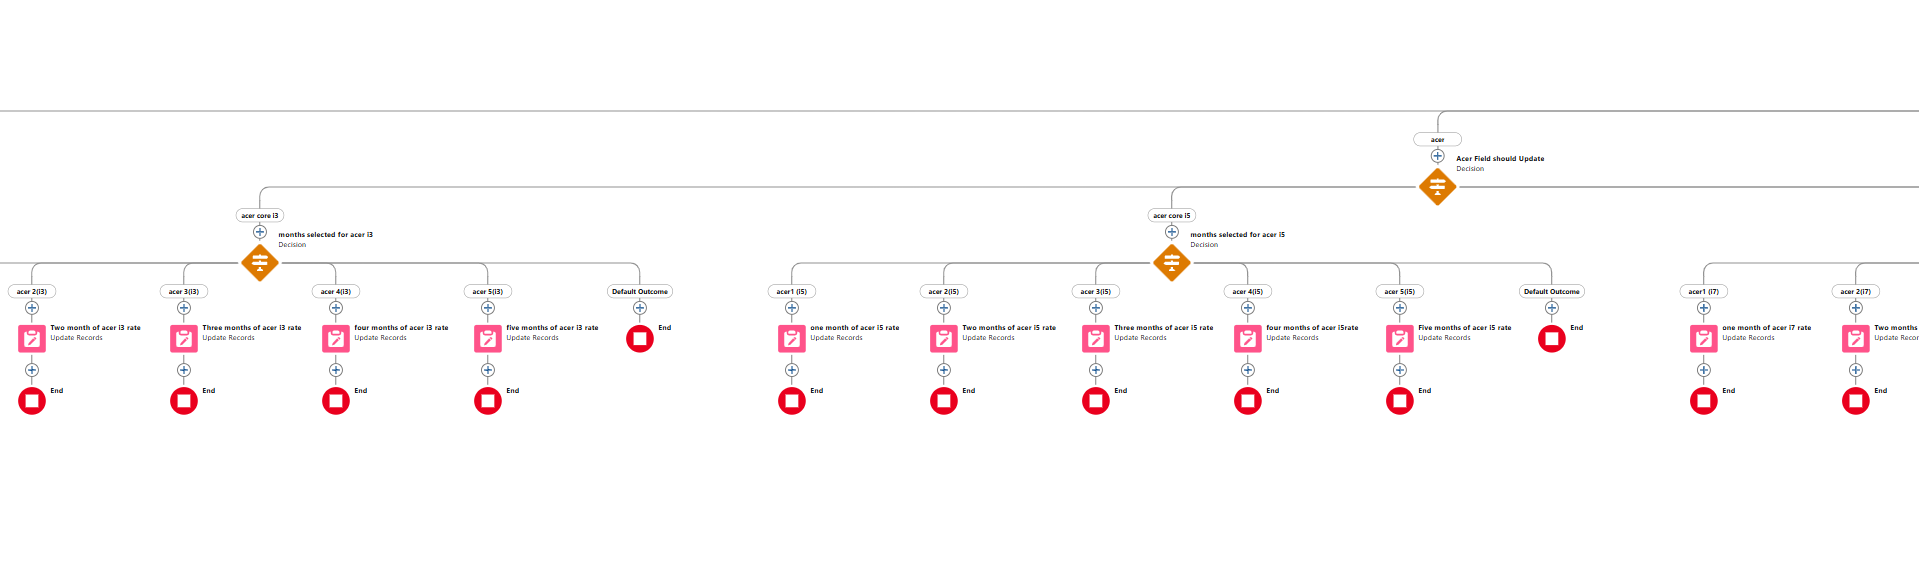 acer
Acer Field should Update
Decision
acer core i3
months selected for acer i3
Decision
acer core i5
months selected for acer i5
Decision
acer 2(i3)
acer 3(i3)
acer 4(i3)
acer 5(i3)
Default Outcome
acer1 (i5)
acer 2(i5)
acer 3(i5)
acer 4(i5)
acer 5(i5)
Default Outcome
acer1 (i7)
acer 2(i7)
Two month of acer i3 rate
Update Records
Three months of acer i3 rate
Update Records
four months of acer i3 rate
Update Records
five months of acer i3 rate
Update Records
End
one month of acer i5 rate
Update Records
Two months of acer i5 rate
Update Records
Three months of acer i5 rate
Update Records
four months of acer i5rate
Update Records
Five months of acer i5 rate
Update Records
End
one month of acer i7 rate
Update Records
Two months
Update Recor
End
End
End
End
End
End
End
End
End
End
End